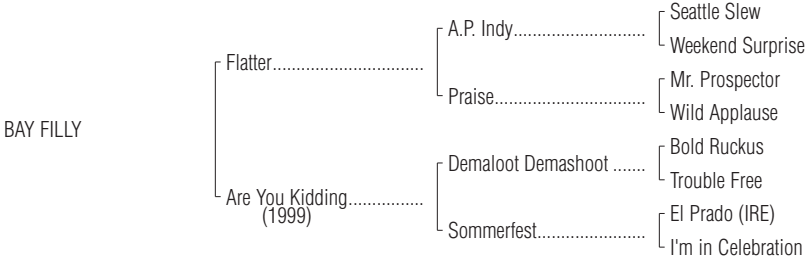 Seattle Slew
A.P. Indy..............................
Weekend Surprise
Flatter..................................
Mr. Prospector
Praise..................................
Wild Applause
BAY FILLY
Bold Ruckus
Demaloot Demashoot .......
Trouble Free
Are You Kidding.................
(1999)
El Prado (IRE)
Sommerfest........................
I'm in Celebration